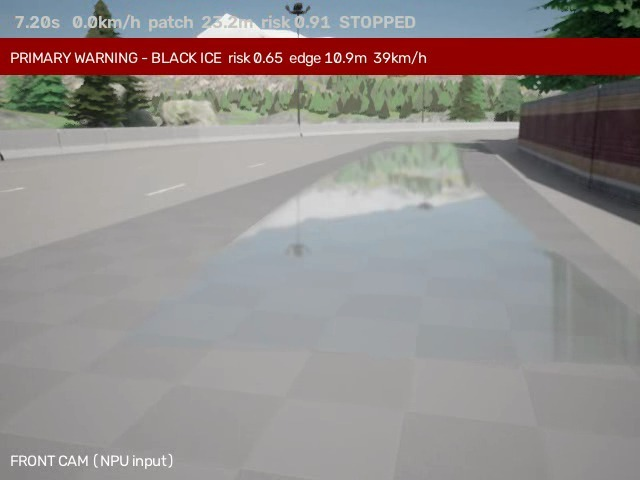 7.20s 0.0km/h patch 23.2m risk 0.91 STOPPED
PRIMARY WARNING - BLACK ICE risk 0.65 edge 10.9m 39km/h
FRONT CAM (NPU input)